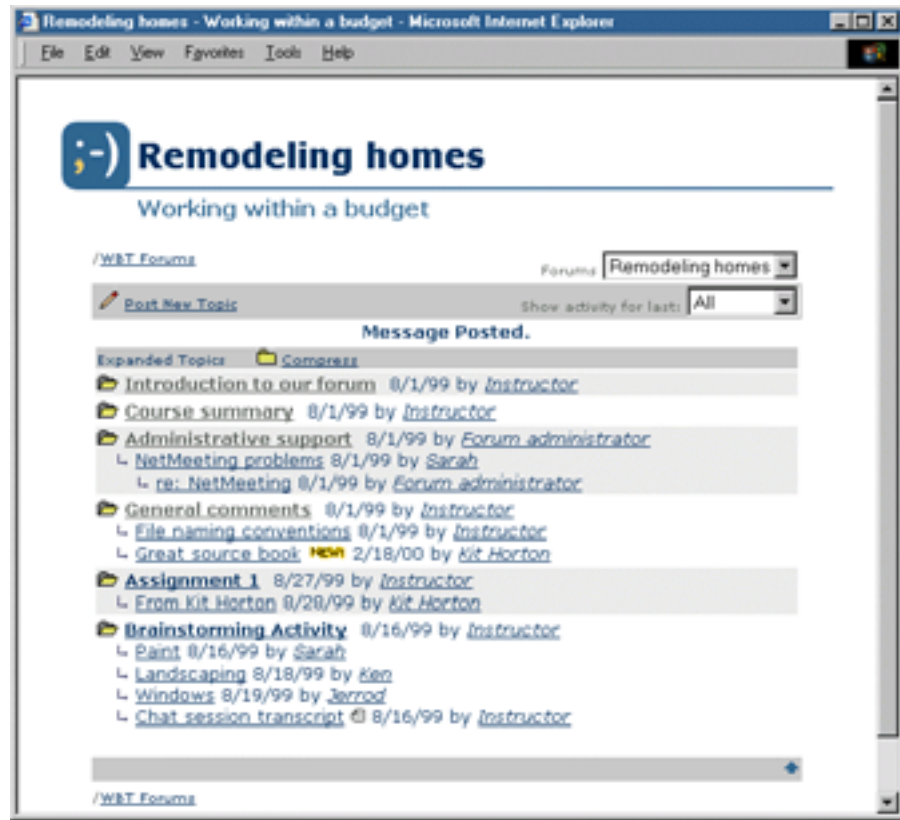 Remodeling homes - Working within a budget - Microsoft Internet Explorer
File Edit View Favorites Tools Help
;-) Remodeling homes
Working within a budget
/WBT Forums
Forums Remodeling homes
Post New Topic Show activity for last: All
Message Posted.
Expanded Topics Compress
Introduction to our forum 8/1/99 by Instructor
Course summary 8/1/99 by Instructor
Administrative support 8/1/99 by Forum administrator
NetMeeting problems 8/1/99 by Sarah
re: NetMeeting 8/1/99 by Forum administrator
General comments 8/1/99 by Instructor
File naming conventions 8/1/99 by Instructor
Great source book NEW! 2/18/00 by Kit Horton
Assignment 1 8/27/99 by Instructor
From Kit Horton 8/28/99 by Kit Horton
Brainstorming Activity 8/16/99 by Instructor
Paint 8/16/99 by Sarah
Landscaping 8/18/99 by Ken
Windows 8/19/99 by Jerrod
Chat session transcript 8/16/99 by Instructor
/WBT Forums